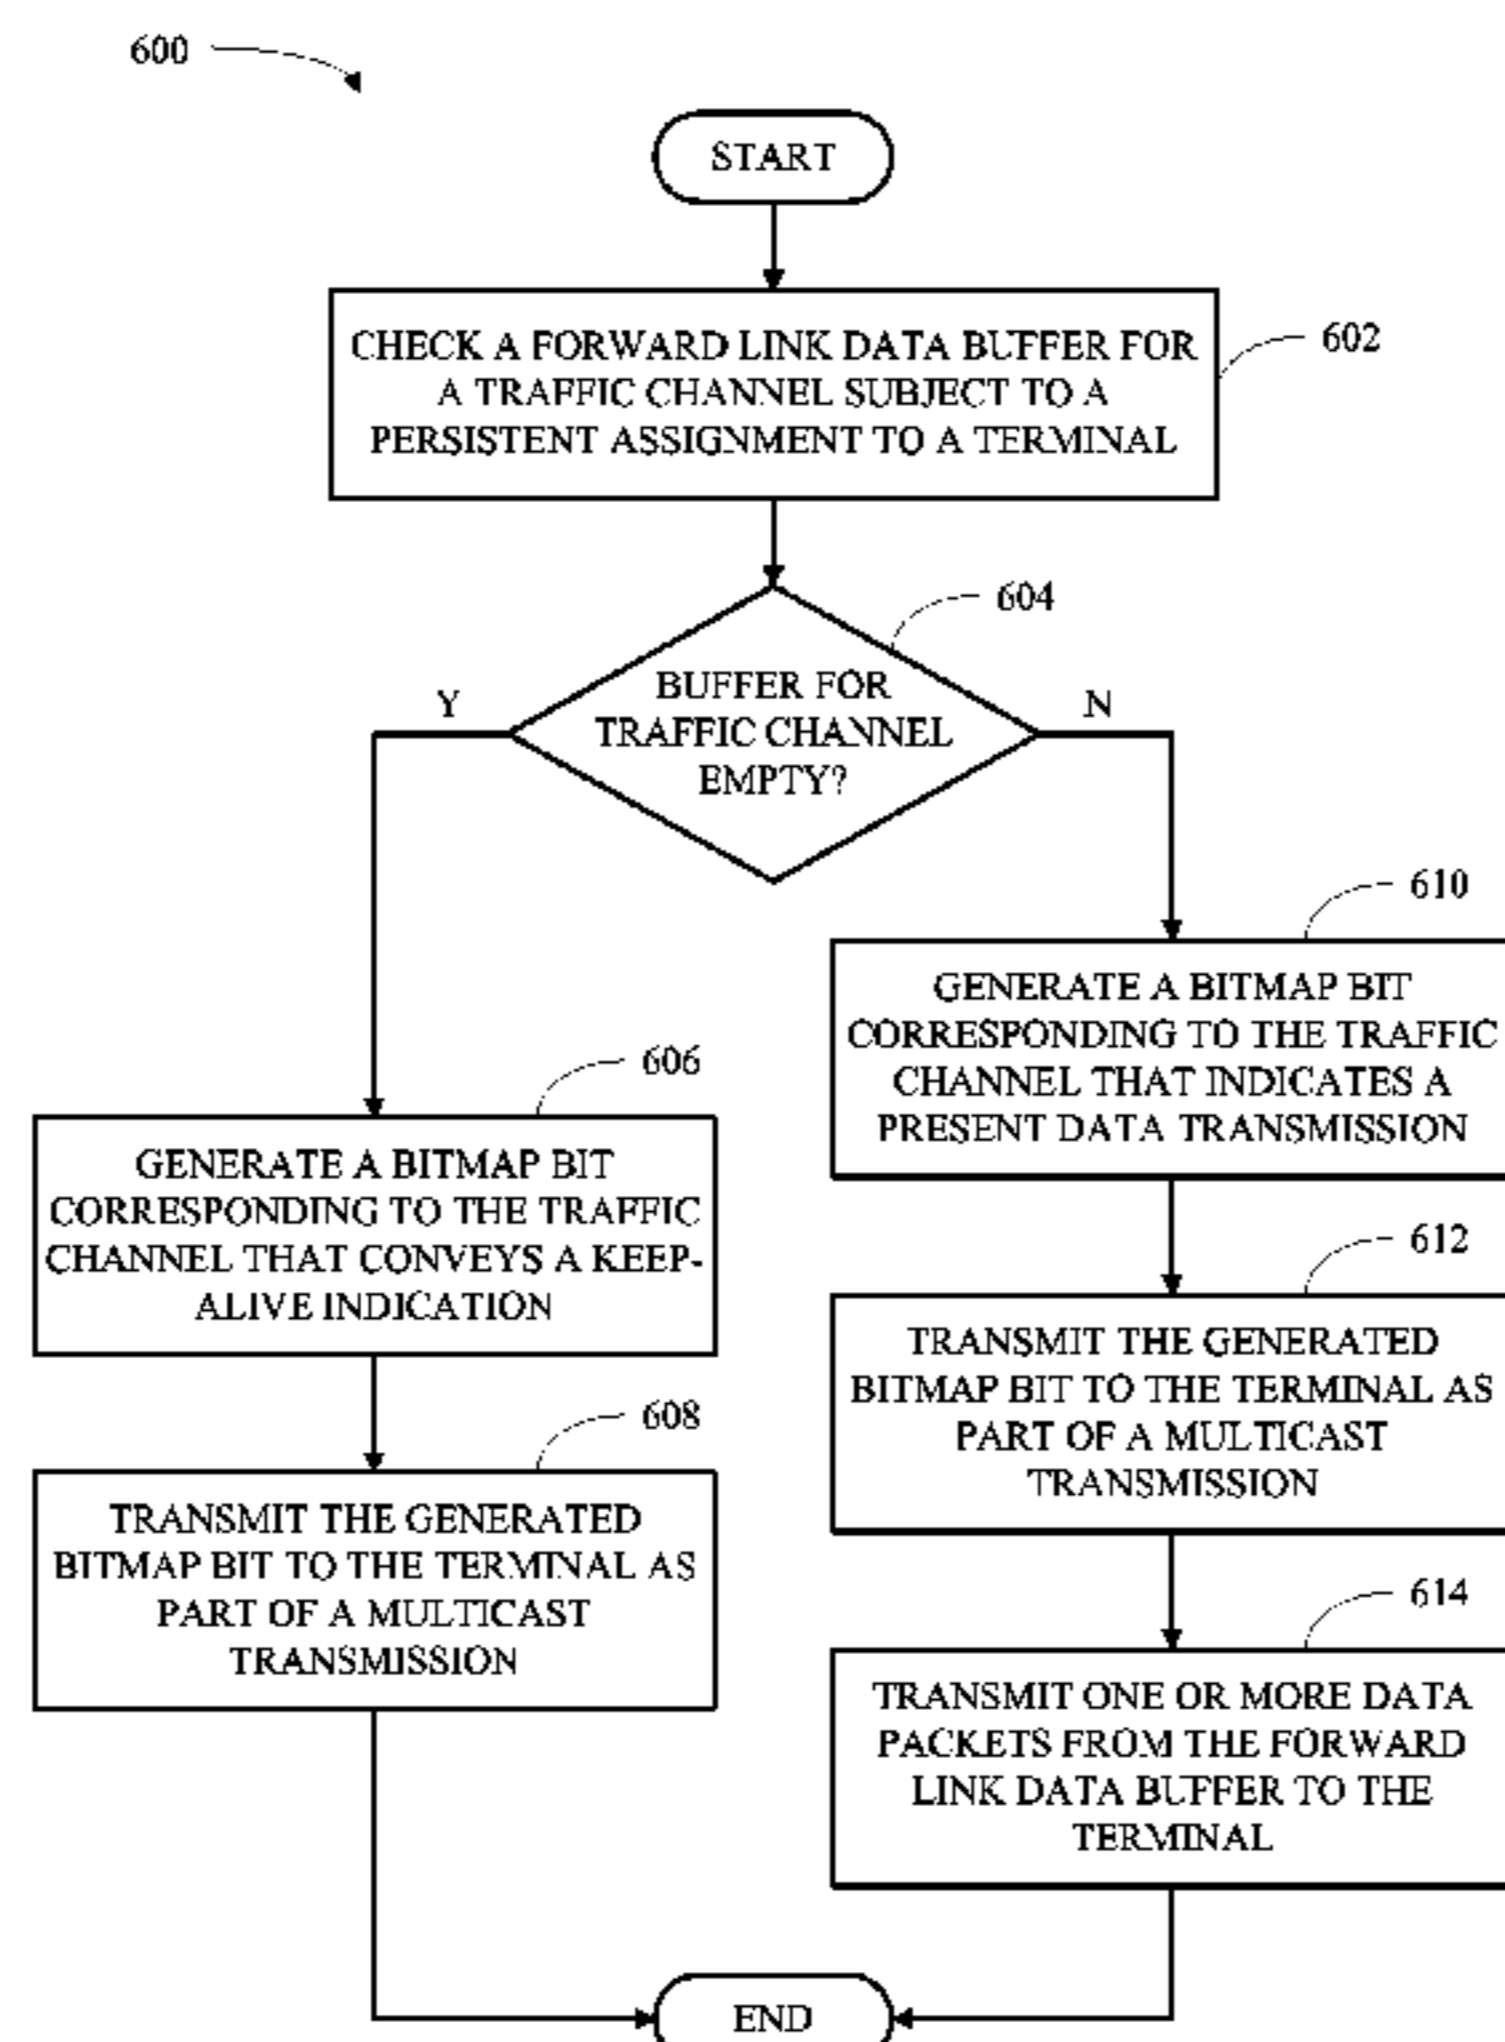 600
START
CHECK A FORWARD LINK DATA BUFFER FOR
A TRAFFIC CHANNEL SUBJECT TO A
PERSISTENT ASSIGNMENT TO A TERMINAL
602
604
BUFFER FOR
TRAFFIC CHANNEL
EMPTY?
Y
N
606
GENERATE A BITMAP BIT
CORRESPONDING TO THE TRAFFIC
CHANNEL THAT CONVEYS A KEEP-
ALIVE INDICATION
608
TRANSMIT THE GENERATED
BITMAP BIT TO THE TERMINAL AS
PART OF A MULTICAST
TRANSMISSION
610
GENERATE A BITMAP BIT
CORRESPONDING TO THE TRAFFIC
CHANNEL THAT INDICATES A
PRESENT DATA TRANSMISSION
612
TRANSMIT THE GENERATED
BITMAP BIT TO THE TERMINAL AS
PART OF A MULTICAST
TRANSMISSION
614
TRANSMIT ONE OR MORE DATA
PACKETS FROM THE FORWARD
LINK DATA BUFFER TO THE
TERMINAL
END